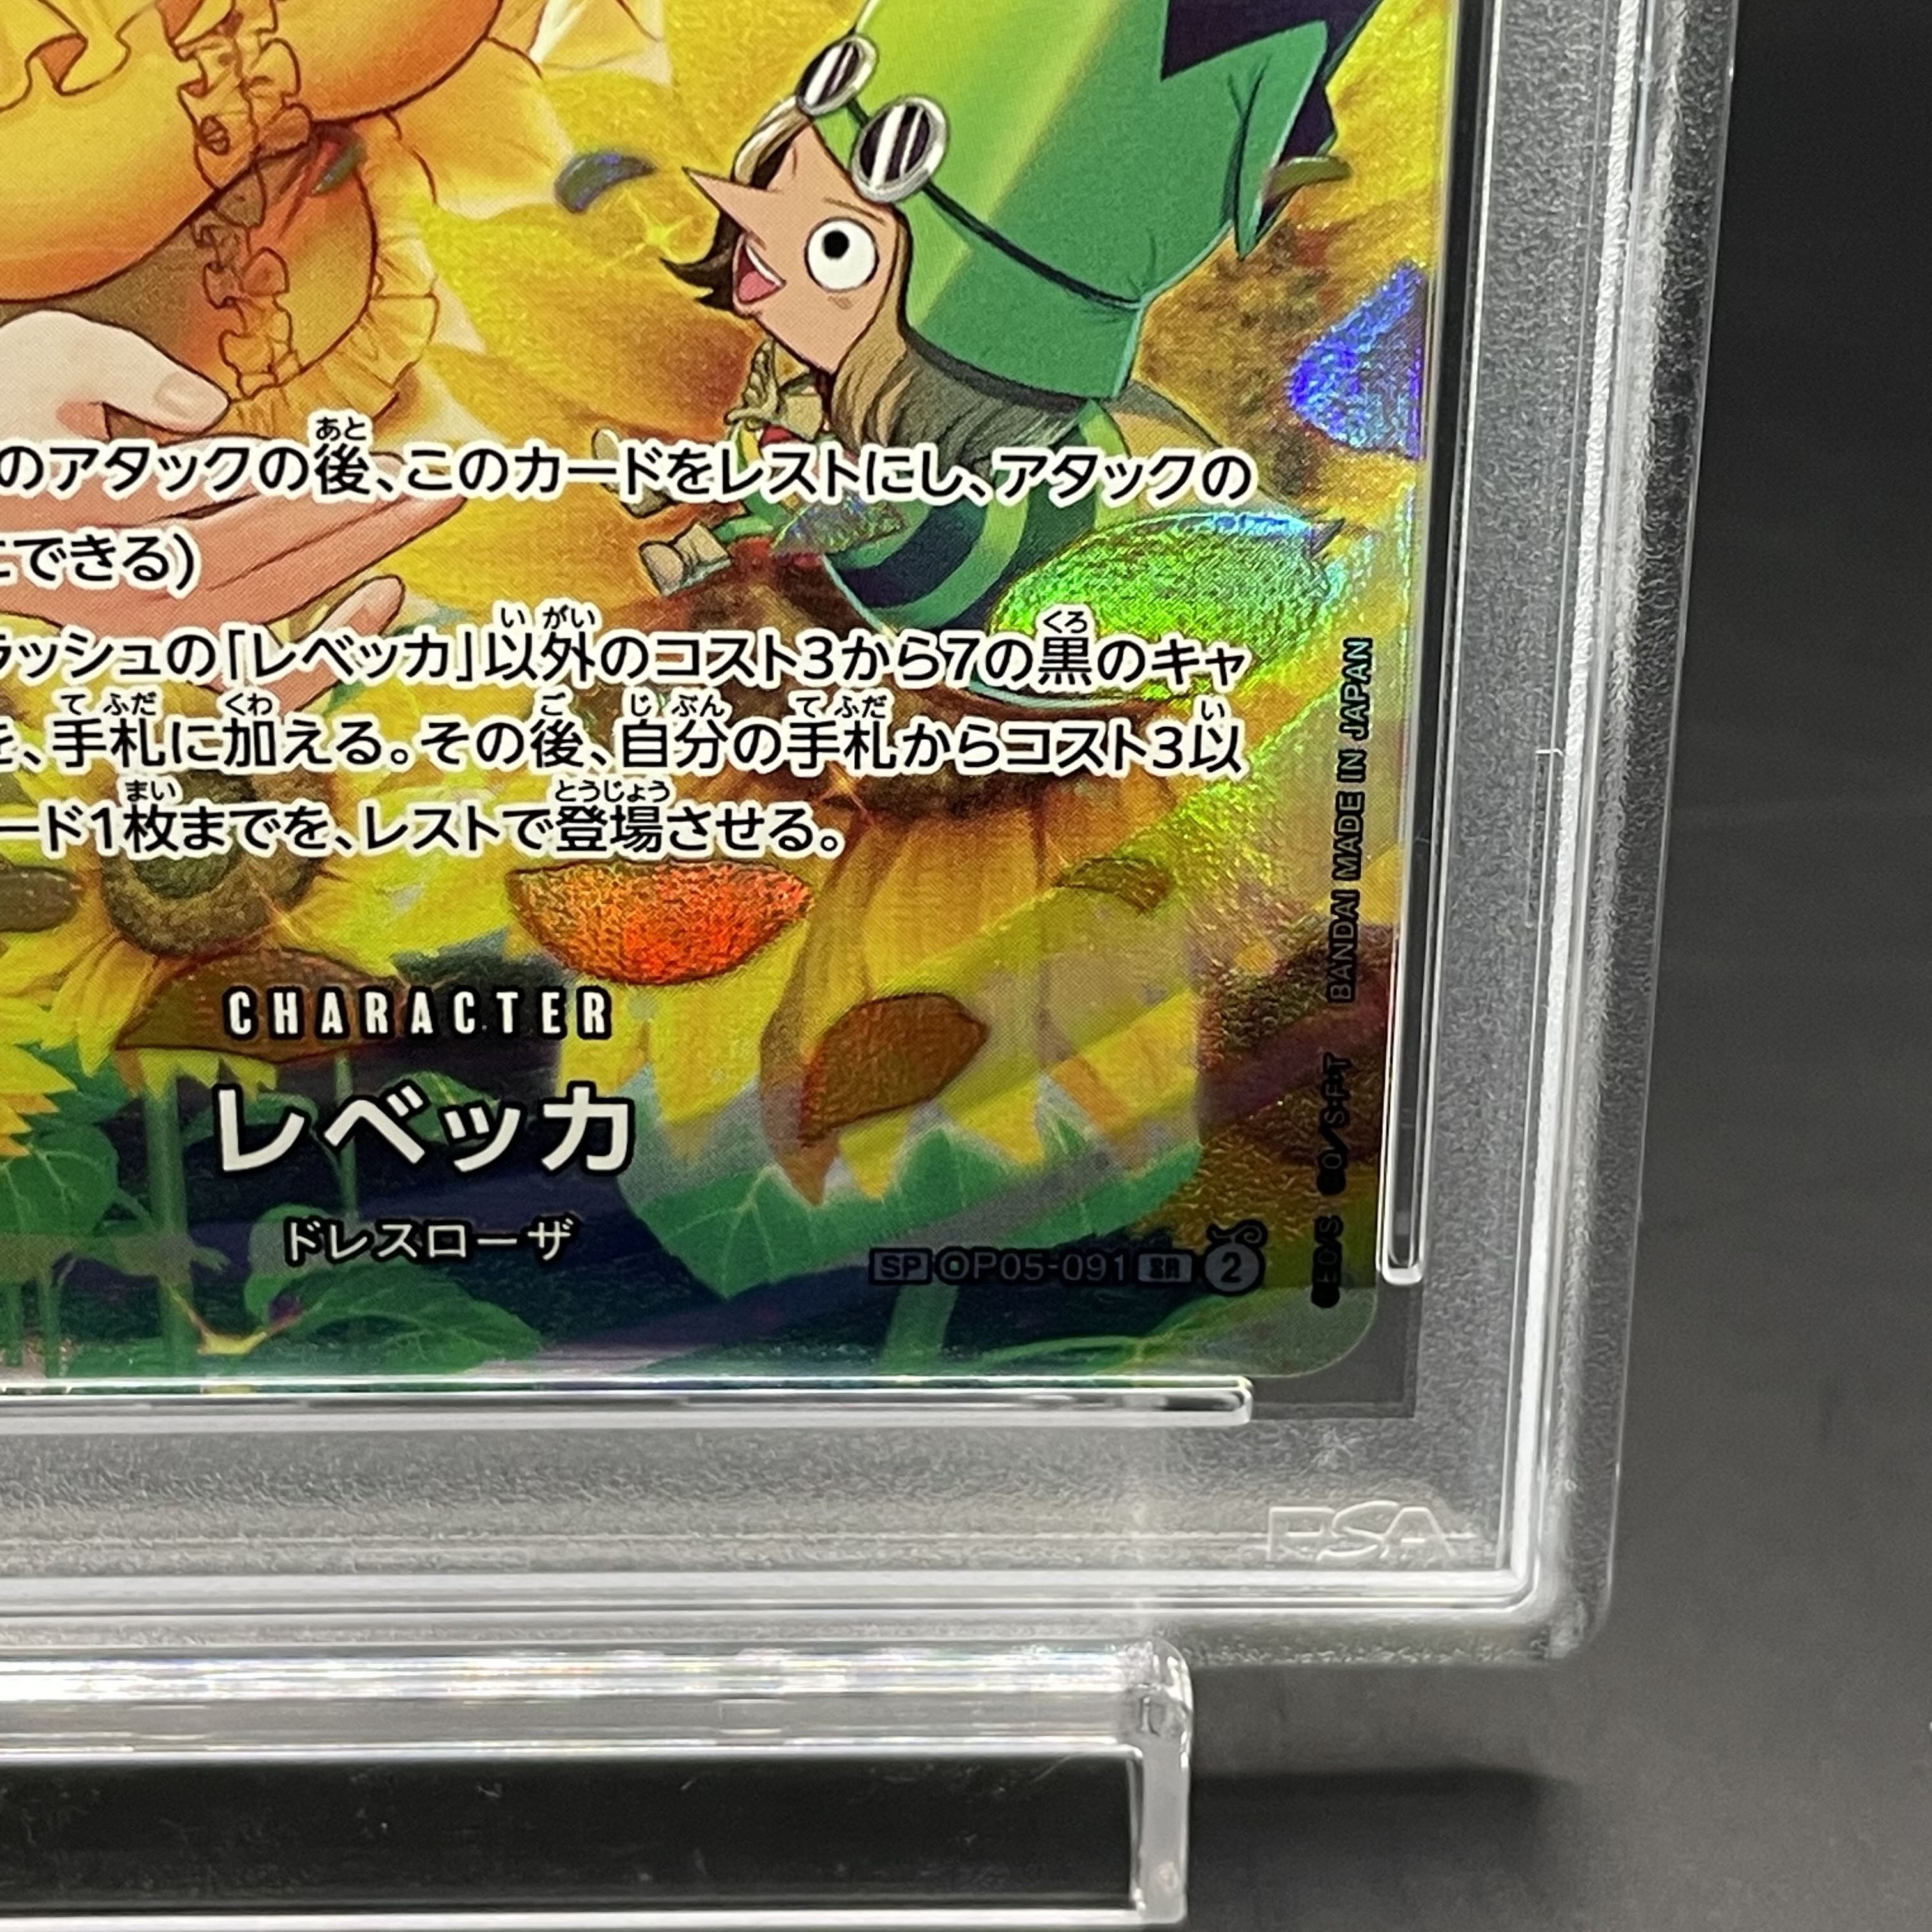 のアタックの後、このカードをレストにし、アタックの
にできる)
ラッシュの「レベッカ」以外のコスト3から7の黒のキャ
を、手札に加える。その後、自分の手札からコスト3以
ード1枚までを、レストで登場させる。
CHARACTER
レベッカ
ドレスローザ
SP OP05-091 SR 2
BANDAI MADE IN JAPAN
PSA